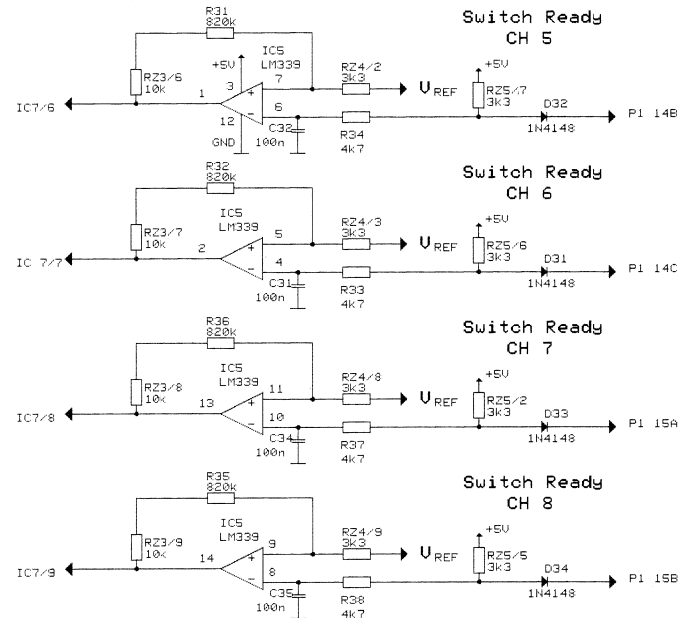 R31
820k
Switch Ready
CH 5
IC5
LM339
+5V
+5V
RZ3/6
10k
3
7
RZ4/2
3k3
V REF
RZ5/7
3k3
D32
IC7/6
1
+
6
-
12
GND
C32
100n
R34
4k7
1N4148
P1 14B
R32
820k
Switch Ready
CH 6
IC5
LM339
+5V
RZ3/7
10k
5
RZ4/3
3k3
V REF
RZ5/6
3k3
D31
IC 7/7
2
+
4
-
C31
100n
R33
4k7
1N4148
P1 14C
R36
820k
Switch Ready
CH 7
IC5
LM339
+5V
RZ3/8
10k
11
RZ4/8
3k3
V REF
RZ5/2
3k3
D33
IC7/8
13
+
10
-
C34
100n
R37
4k7
1N4148
P1 15A
R35
820k
Switch Ready
CH 8
IC5
LM339
+5V
RZ3/9
10k
9
RZ4/9
3k3
V REF
RZ5/5
3k3
D34
IC7/9
14
+
8
-
C35
100n
R38
4k7
1N4148
P1 15B